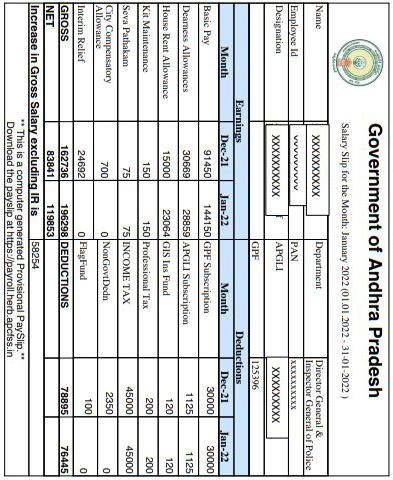 Government of Andhra Pradesh
Salary Slip for the Month: January 2022 (01.01.2022 - 31-01-2022 )
Name XXXXXXXXXX Department Director General & Inspector General of Police
Employee Id PAN xxxxxxxxxx
Designation XXXXXXXXXX APGLI XXXXXXXXXX
GPF 125396
Earnings Deductions
Month Dec-21 Jan-22 Month Dec-21 Jan-22
Basic Pay 91450 144150 GPF Subscription 30000 30000
Dearness Allowances 30669 28859 APGLI Subscription 1125 1125
House Rent Allowance 15000 23064 GIS Ins Fund 120 120
Kit Maintenance 150 150 Professional Tax 200 200
Seva Pathakam 75 75 INCOME TAX 45000 45000
City Compensatory Allowance 700 0 NonGovtDedn 2350 0
Interim Relief 24692 0 FlagFund 100 0
GROSS 162736 196298 DEDUCTIONS 78895 76445
NET 83841 119853
Increase in Gross Salary excluding IR is 58254
** This is a computer generated Provisional PaySlip.**
Download the payslip at https://payroll.herb.apcfss.in